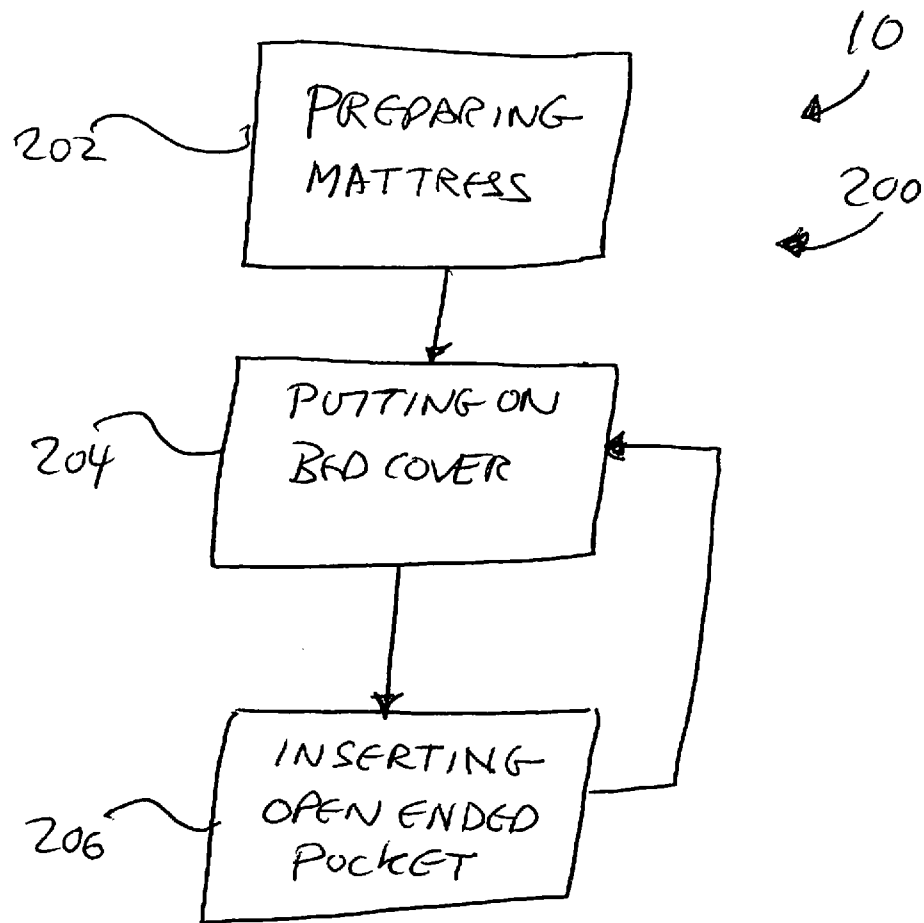 10
PREPARING
MATTRESS
202
200
PUTTING ON
BED COVER
204
INSERTING
OPEN ENDED
POCKET
206